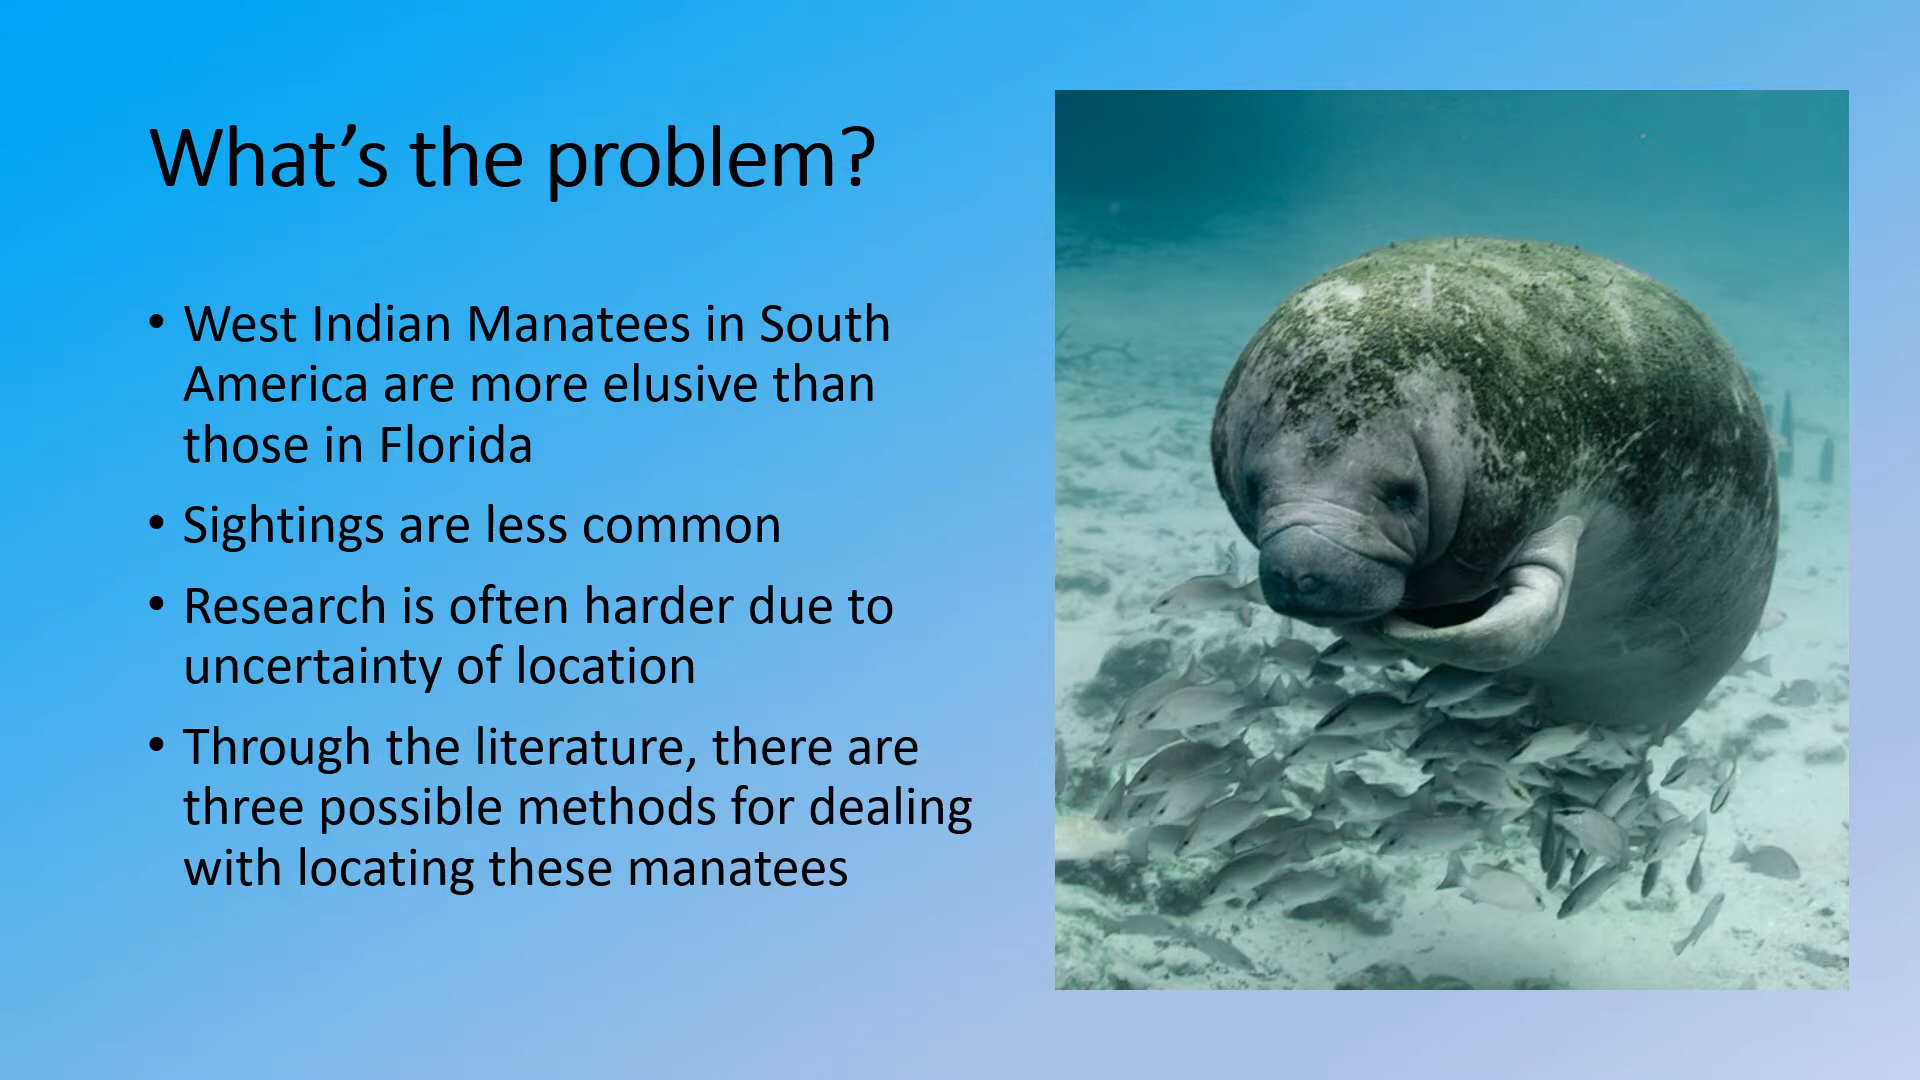 What’s the problem?
• West Indian Manatees in South
America are more elusive than
those in Florida
• Sightings are less common
• Research is often harder due to
uncertainty of location
• Through the literature, there are
three possible methods for dealing
with locating these manatees